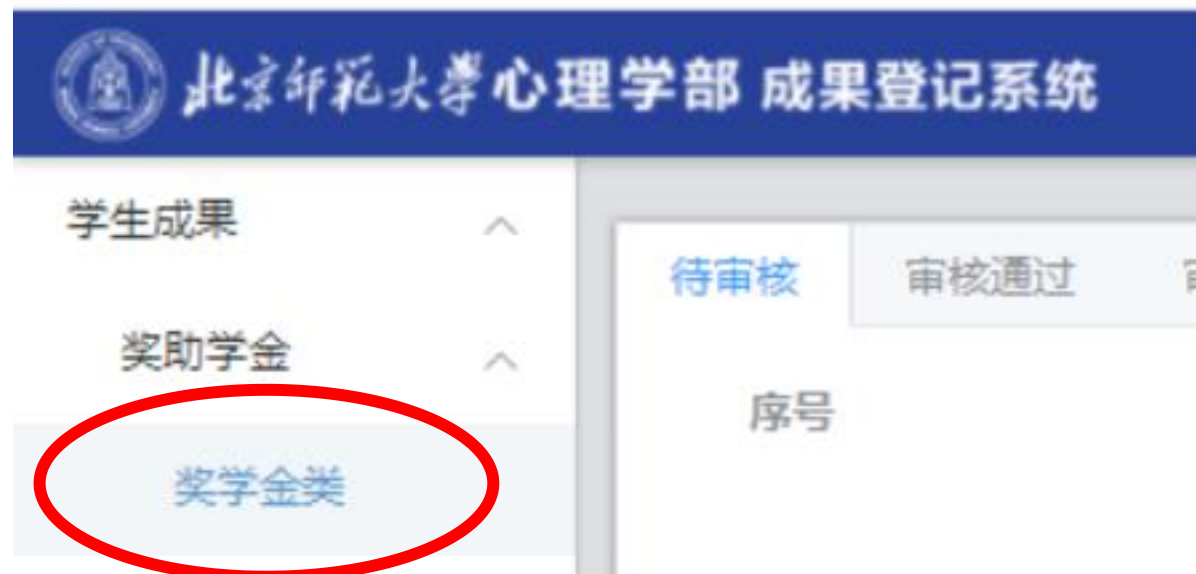 北京师范大学心理学部 成果登记系统
学生成果
待审核 审核通过
奖助学金
序号
奖学金类